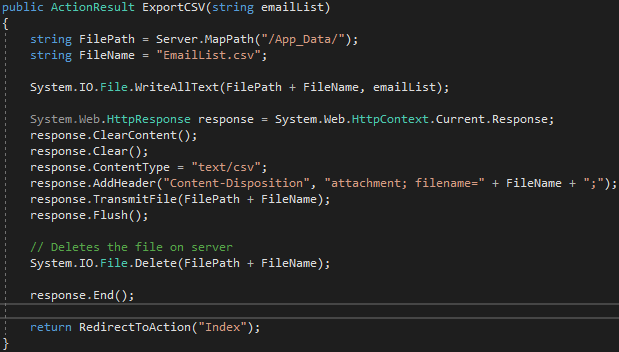 public ActionResult ExportCSV(string emailList)
{
string FilePath = Server.MapPath("/App_Data/");
string FileName = "EmailList.csv";
System.IO.File.WriteAllText(FilePath + FileName, emailList);
System.Web.HttpResponse response = System.Web.HttpContext.Current.Response;
response.ClearContent();
response.Clear();
response.ContentType = "text/csv";
response.AddHeader("Content-Disposition", "attachment; filename=" + FileName + ";");
response.TransmitFile(FilePath + FileName);
response.Flush();
// Deletes the file on server
System.IO.File.Delete(FilePath + FileName);
response.End();
return RedirectToAction("Index");
}